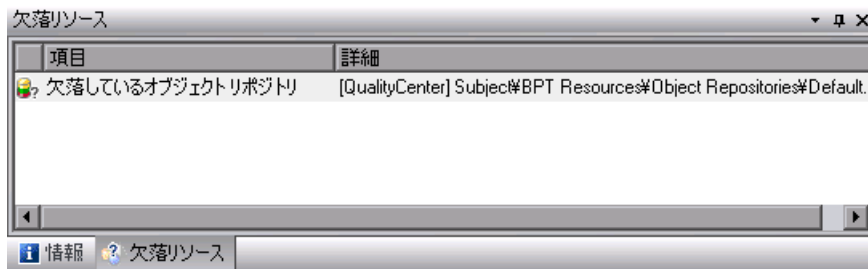 欠落リソース
項目 詳細
欠落しているオブジェクトリポジトリ [QualityCenter] Subject¥BPT Resources¥Object Repositories¥Default.
情報 欠落リソース